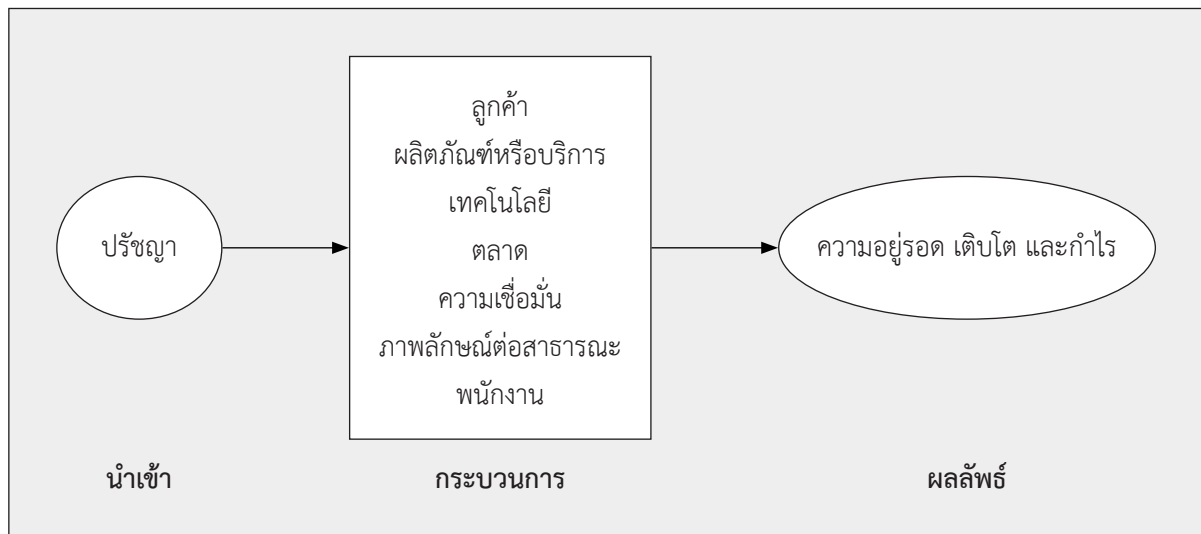 ลูกค้า
ผลิตภัณฑ์หรือบริการ
เทคโนโลยี
ปรัชญา
ตลาด
ความอยู่รอด เติบโต และกำไร
ความเชื่อมั่น
ภาพลักษณ์ต่อสาธารณะ
พนักงาน
นำเข้า
กระบวนการ
ผลลัพธ์